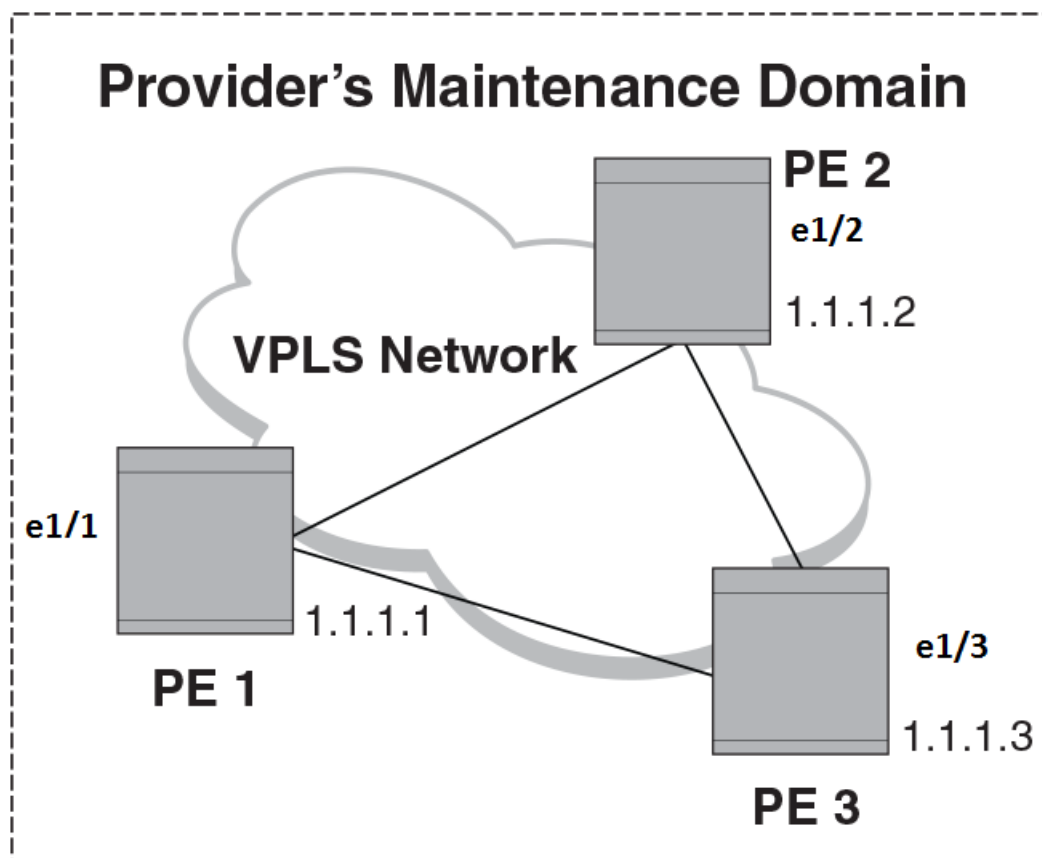 Provider’s Maintenance Domain
PE 2
e1/2
1.1.1.2
VPLS Network
e1/1
1.1.1.1
PE 1
e1/3
1.1.1.3
PE 3